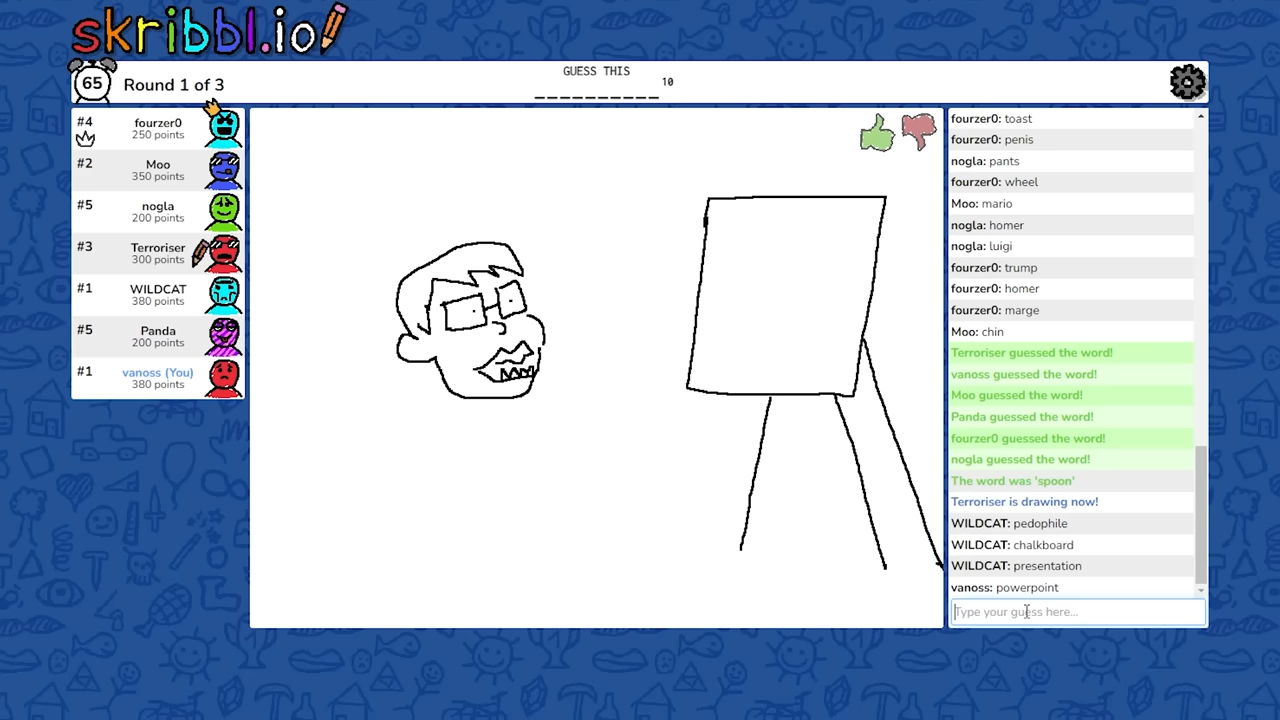 skribbl.io
65
Round 1 of 3
GUESS THIS
__________ 10
#4
fourzer0
250 points
#2
Moo
350 points
#5
nogla
200 points
#3
Terroriser
300 points
#1
WILDCAT
380 points
#5
Panda
200 points
#1
vanoss (You)
380 points
fourzer0: toast
fourzer0: penis
nogla: pants
fourzer0: wheel
Moo: mario
nogla: homer
nogla: luigi
fourzer0: trump
fourzer0: homer
fourzer0: marge
Moo: chin
Terroriser guessed the word!
vanoss guessed the word!
Moo guessed the word!
Panda guessed the word!
fourzer0 guessed the word!
nogla guessed the word!
The word was 'spoon'
Terroriser is drawing now!
WILDCAT: pedophile
WILDCAT: chalkboard
WILDCAT: presentation
vanoss: powerpoint
Type your guess here...